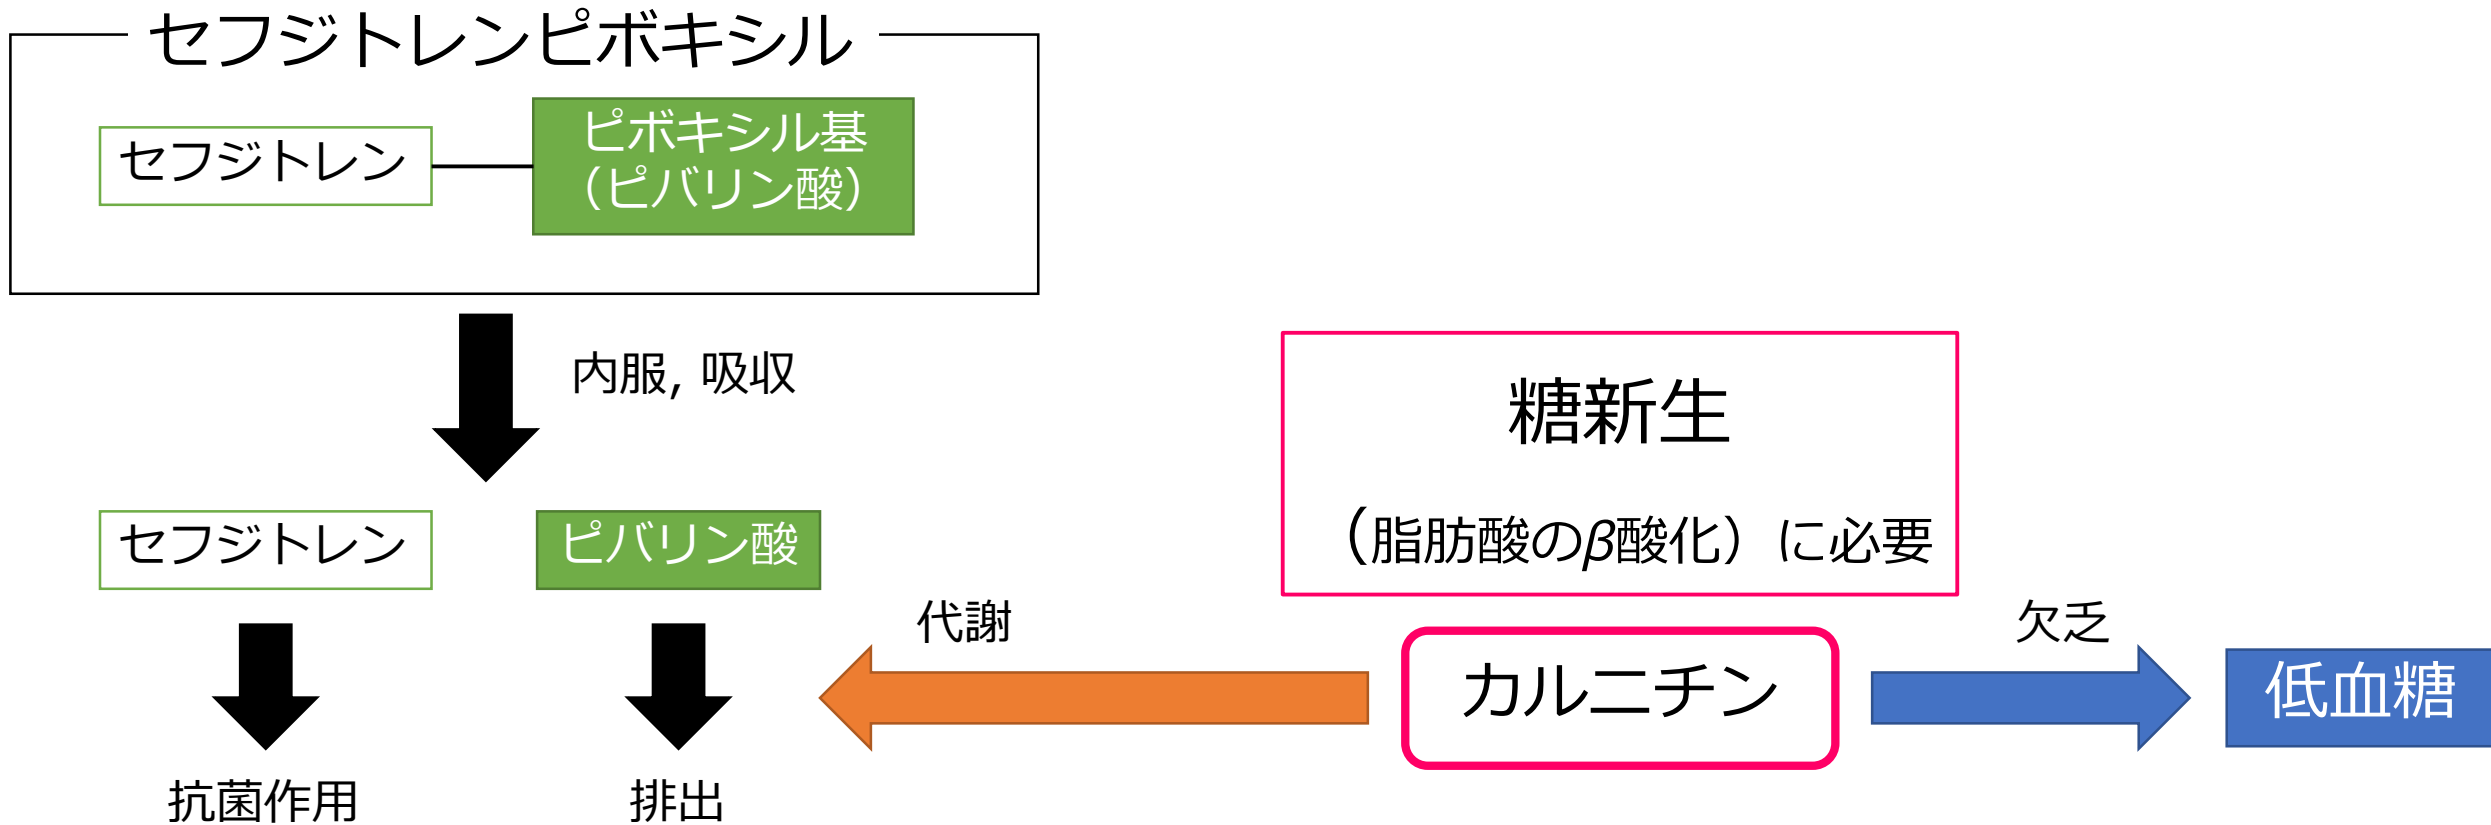 セフジトレンピボキシル
セフジトレン
ピボキシル基
（ピバリン酸）
内服, 吸収
糖新生
（脂肪酸のβ酸化）に必要
セフジトレン
ピバリン酸
代謝
欠乏
カルニチン
低血糖
抗菌作用
排出